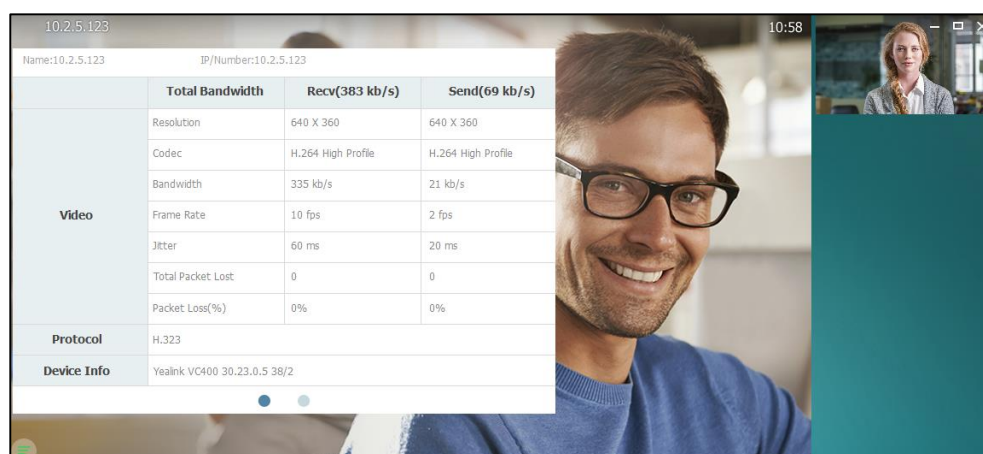 10.2.5.123 10:58
Name:10.2.5.123 IP/Number:10.2.5.123
Total Bandwidth Recv(383 kb/s) Send(69 kb/s)
Video
Resolution 640 X 360 640 X 360
Codec H.264 High Profile H.264 High Profile
Bandwidth 335 kb/s 21 kb/s
Frame Rate 10 fps 2 fps
Jitter 60 ms 20 ms
Total Packet Lost 0 0
Packet Loss(%) 0% 0%
Protocol H.323
Device Info Yealink VC400 30.23.0.5 38/2